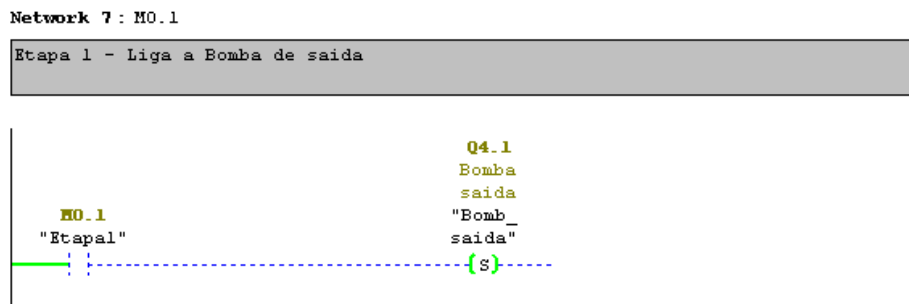 Network 7 : M0.1
Etapa 1 - Liga a Bomba de saida
Q4.1
Bomba
saida
M0.1
"Bomb_
"Etapa1"
saida"
S